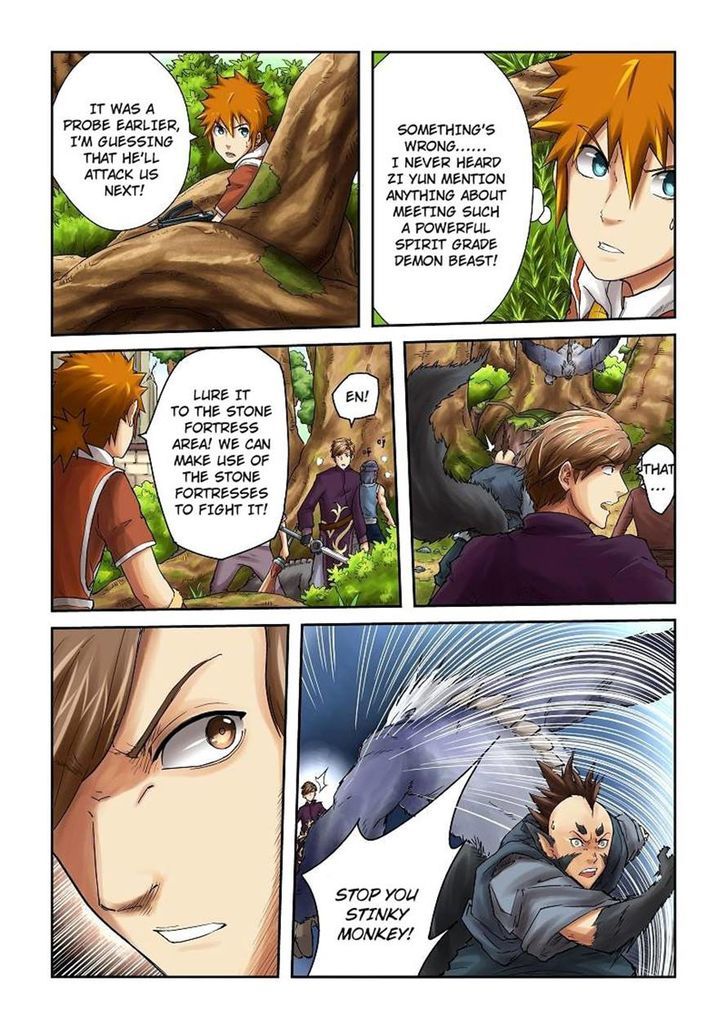 IT WAS A
PROBE EARLIER,
I'M GUESSING
THAT HE'LL
ATTACK US
NEXT!
SOMETHING'S
WRONG......
I NEVER HEARD
ZI YUN MENTION
ANYTHING ABOUT
MEETING SUCH
A POWERFUL
SPIRIT GRADE
DEMON BEAST!
LURE IT
TO THE STONE
FORTRESS
AREA! WE CAN
MAKE USE OF
THE STONE
FORTRESSES
TO FIGHT IT!
EN!
THAT
...
STOP YOU
STINKY
MONKEY!